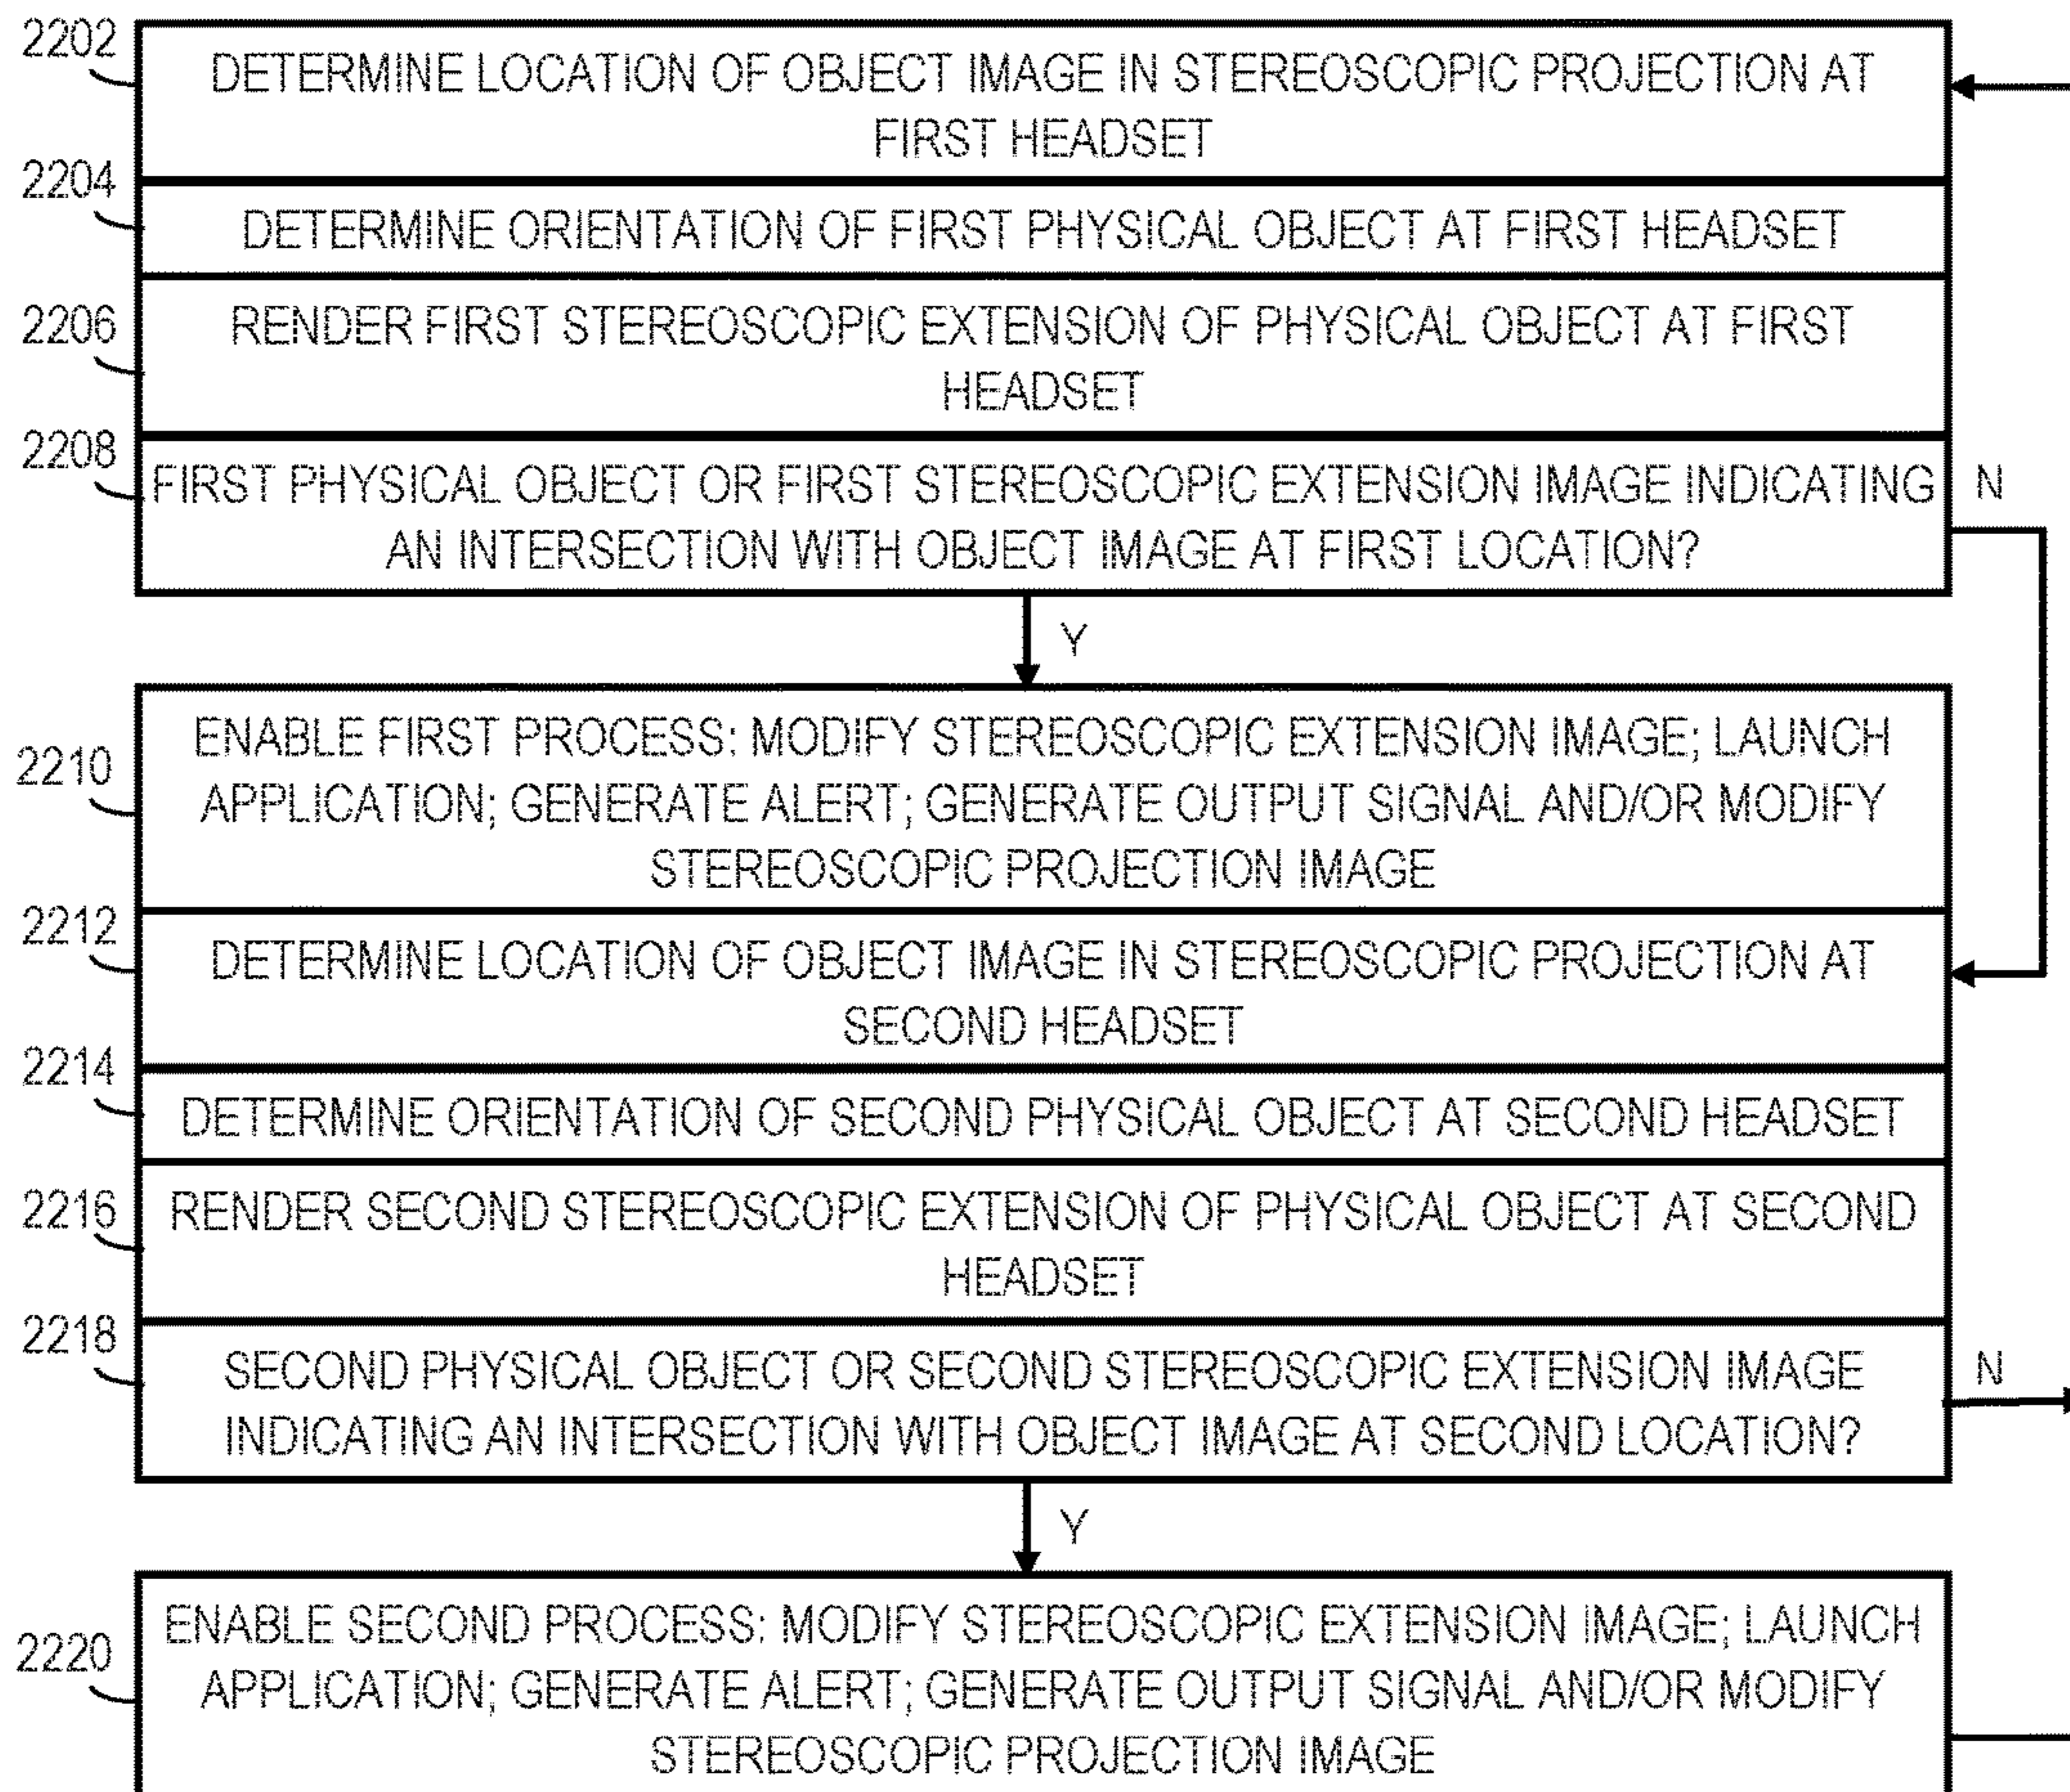 2202
DETERMINE LOCATION OF OBJECT IMAGE IN STEREOSCOPIC PROJECTION AT
FIRST HEADSET
2204
DETERMINE ORIENTATION OF FIRST PHYSICAL OBJECT AT FIRST HEADSET
2206
RENDER FIRST STEREOSCOPIC EXTENSION OF PHYSICAL OBJECT AT FIRST
HEADSET
2208
FIRST PHYSICAL OBJECT OR FIRST STEREOSCOPIC EXTENSION IMAGE INDICATING
AN INTERSECTION WITH OBJECT IMAGE AT FIRST LOCATION?
N
Y
2210
ENABLE FIRST PROCESS: MODIFY STEREOSCOPIC EXTENSION IMAGE; LAUNCH
APPLICATION; GENERATE ALERT; GENERATE OUTPUT SIGNAL AND/OR MODIFY
STEREOSCOPIC PROJECTION IMAGE
2212
DETERMINE LOCATION OF OBJECT IMAGE IN STEREOSCOPIC PROJECTION AT
SECOND HEADSET
2214
DETERMINE ORIENTATION OF SECOND PHYSICAL OBJECT AT SECOND HEADSET
2216
RENDER SECOND STEREOSCOPIC EXTENSION OF PHYSICAL OBJECT AT SECOND
HEADSET
2218
SECOND PHYSICAL OBJECT OR SECOND STEREOSCOPIC EXTENSION IMAGE
INDICATING AN INTERSECTION WITH OBJECT IMAGE AT SECOND LOCATION?
N
Y
2220
ENABLE SECOND PROCESS: MODIFY STEREOSCOPIC EXTENSION IMAGE; LAUNCH
APPLICATION; GENERATE ALERT; GENERATE OUTPUT SIGNAL AND/OR MODIFY
STEREOSCOPIC PROJECTION IMAGE